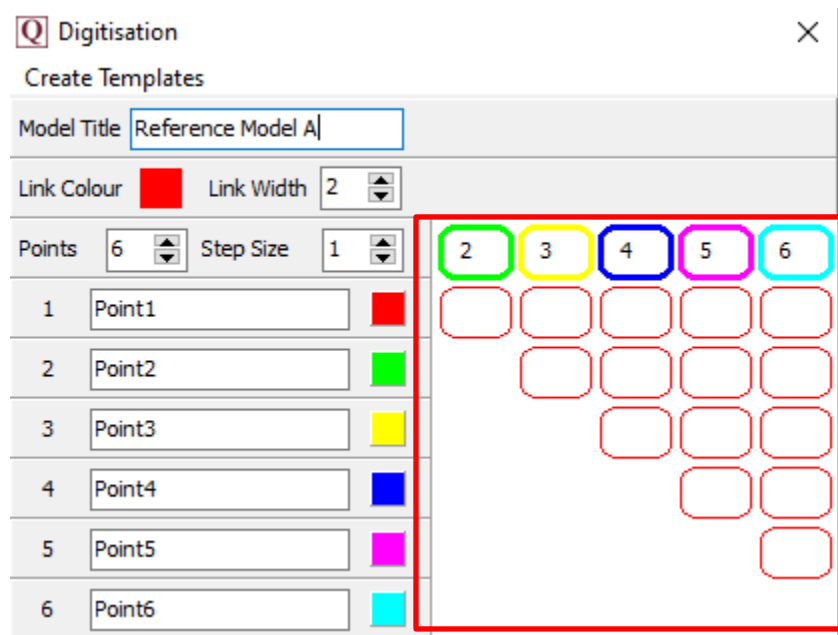 Q Digitisation
Create Templates
Model Title Reference Model A
Link Colour Link Width 2
Points 6 Step Size 1 2 3 4 5 6
1 Point1
2 Point2
3 Point3
4 Point4
5 Point5
6 Point6